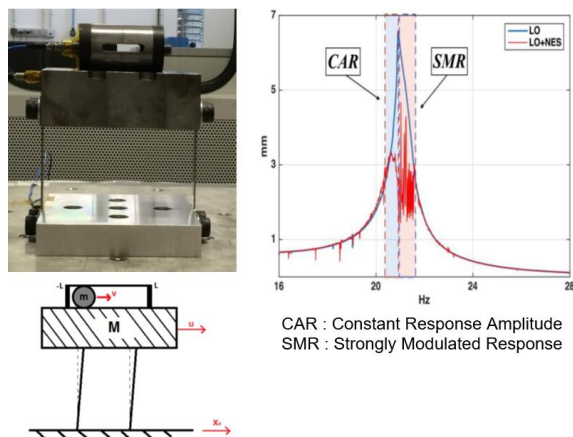 CAR
SMR
LO
LO+NES
mm
7
5
3
1
16
20
24
28
Hz
-L
L
m
v
M
u
CAR : Constant Response Amplitude
SMR : Strongly Modulated Response